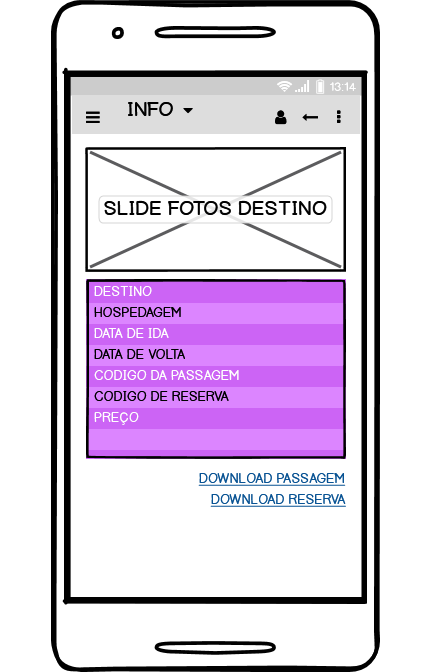 13:14
INFO
SLIDE FOTOS DESTINO
DESTINO
HOSPEDAGEM
DATA DE IDA
DATA DE VOLTA
CODIGO DA PASSAGEM
CODIGO DE RESERVA
PREÇO
DOWNLOAD PASSAGEM
DOWNLOAD RESERVA